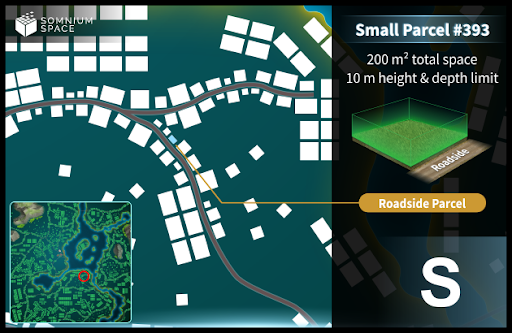 SOMNIUM
SPACE
Small Parcel #393
200 m² total space
10 m height & depth limit
Roadside
Roadside Parcel
S